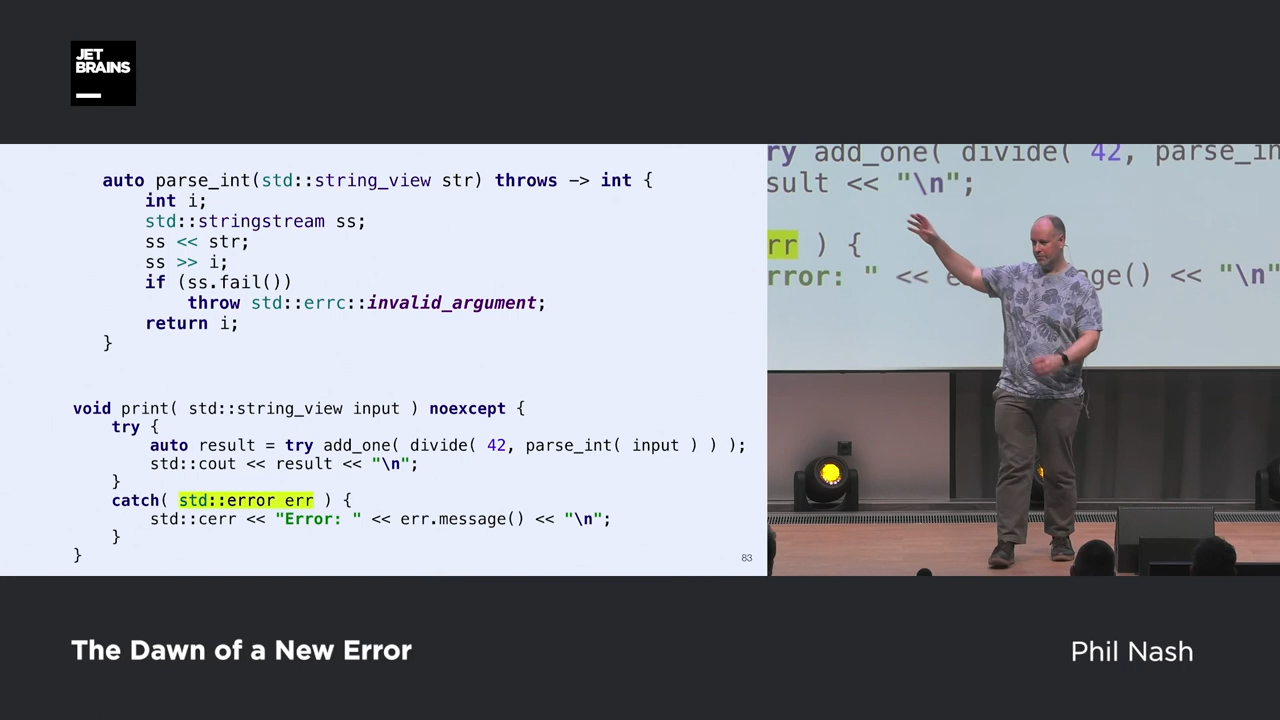 JET
BRAINS
auto parse_int(std::string_view str) throws -> int {
int i;
std::stringstream ss;
ss << str;
ss >> i;
if (ss.fail())
throw std::errc::invalid_argument;
return i;
}
void print( std::string_view input ) noexcept {
try {
auto result = try add_one( divide( 42, parse_int( input ) ) );
std::cout << result << "\n";
}
catch( std::error err ) {
std::cerr << "Error: " << err.message() << "\n";
}
}
83
ry add_one( divide( 42, parse_in
sult << "\n";
rr ) {
rror: " << e age() << "\n"
The Dawn of a New Error
Phil Nash